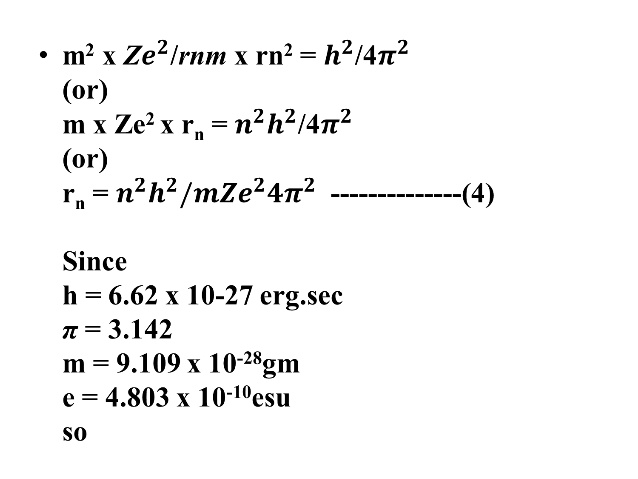 • m² x Ze²/rnm x rn² = h²/4π²
(or)
m x Ze² x rₙ = n²h²/4π²
(or)
rₙ = n²h²/mZe²4π² --------------(4)
Since
h = 6.62 x 10-27 erg.sec
π = 3.142
m = 9.109 x 10⁻²⁸gm
e = 4.803 x 10⁻¹⁰esu
so